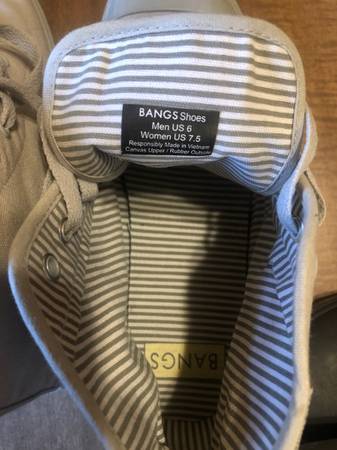 BANGS Shoes
Men US 6
Women US 7.5
Responsibly Made in Vietnam
Canvas Upper / Rubber Outsole
BANGS